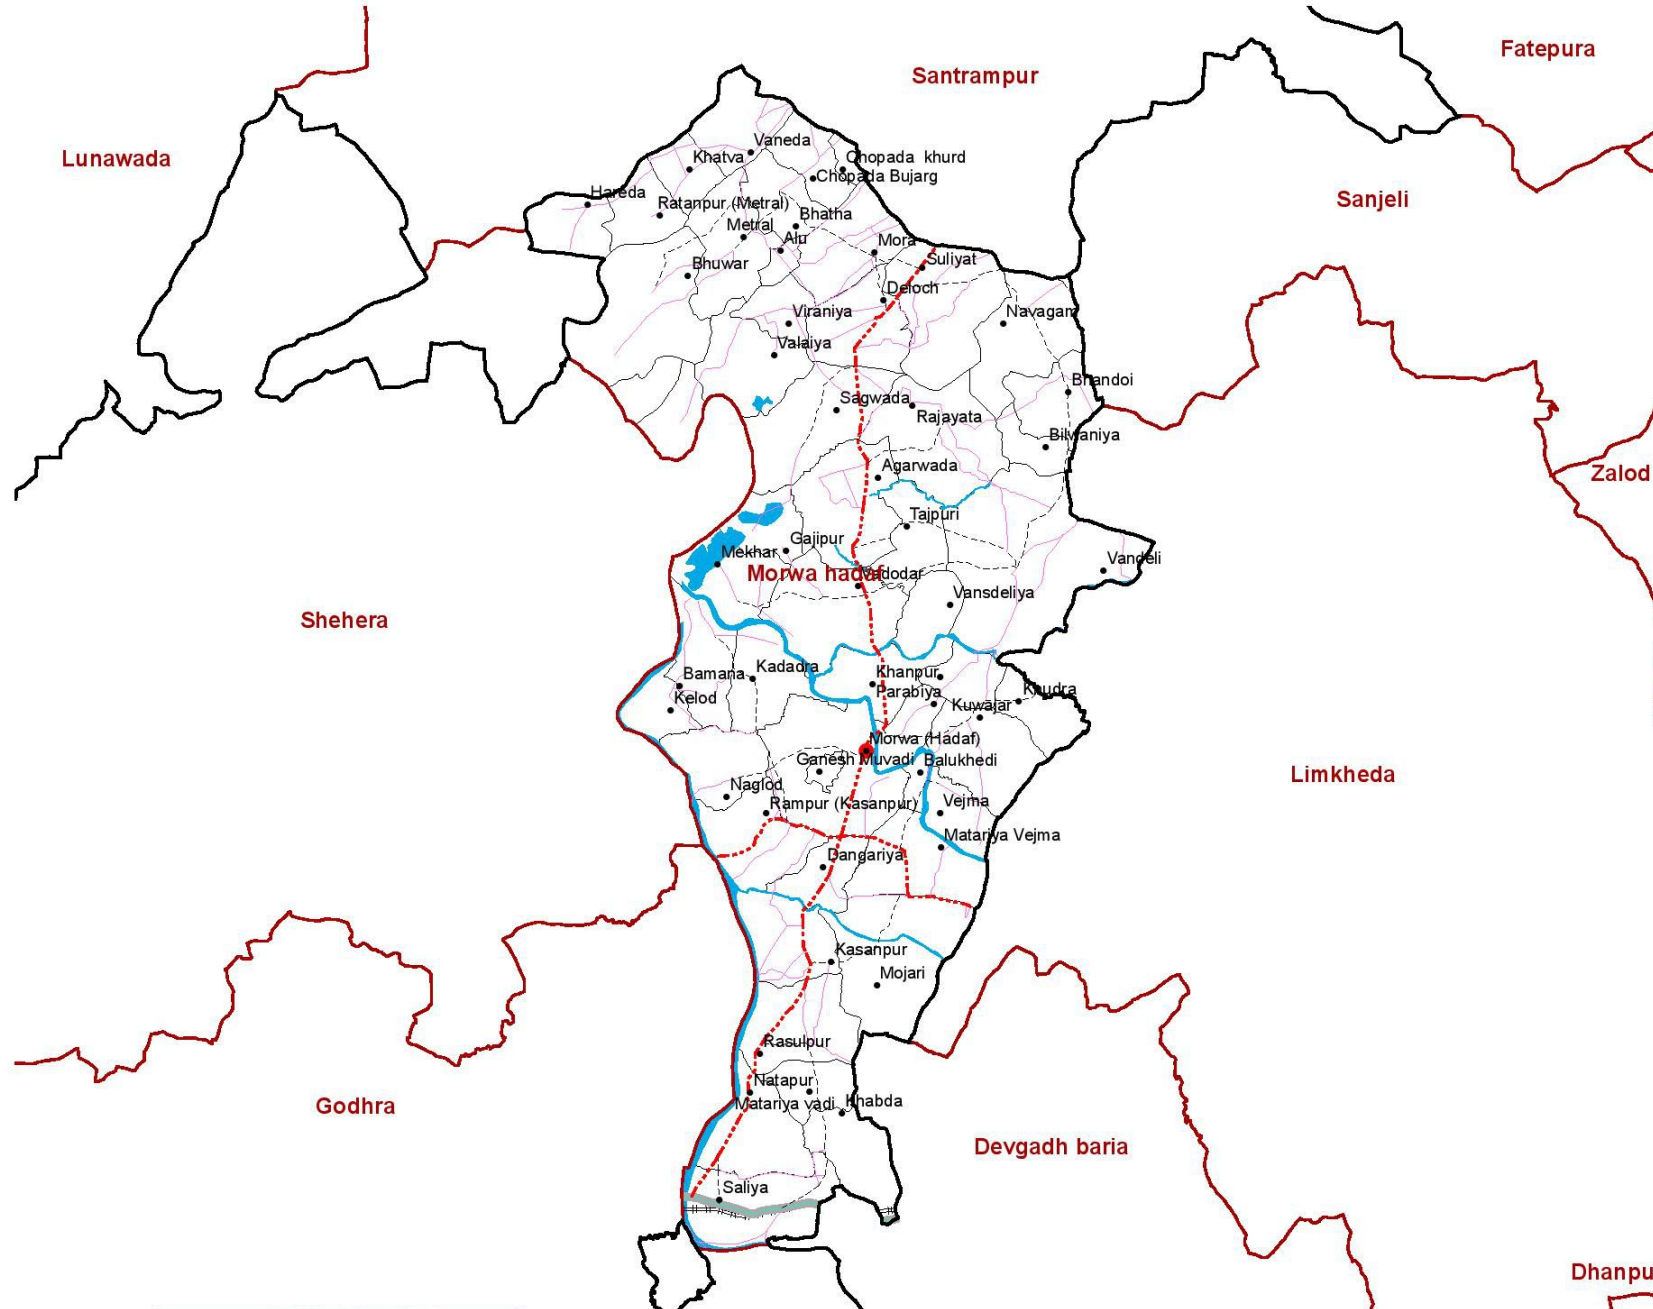 Fatepura
Santrampur
Lunawada
Vaneda
Khatva
Chopada khurd
Chopada Bujarg
Hareda
Sanjeli
Ratanpur (Metral)
Bhatha
Metral
Alu
Mora
Suliyat
Bhuwar
Deloch
Viraniya
Navagam
Valaiya
Bhandoi
Sagwada
Rajayata
Bilvaniya
Agarwada
Zalod
Tajpuri
Gajipur
Mekhar
Vandeli
Morwa hadaf
Vadodar
Vansdeliya
Shehera
Bamana
Kadadra
Khanpur
Parabiya
Khudra
Kelod
Kuwajar
Morwa (Hadaf)
Ganesh Muvadi
Balukhedi
Limkheda
Naglod
Rampur (Kasanpur)
Vejma
Matariya Vejma
Dangariya
Kasanpur
Mojari
Rasulpur
Natapur
Matariya vadi
Khabda
Godhra
Devgadh baria
Saliya
Dhanpu